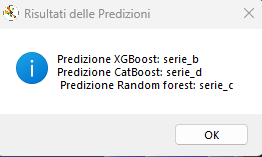 Risultati delle Predizioni
Predizione XGBoost: serie_b
Predizione CatBoost: serie_d
Predizione Random forest: serie_c
OK